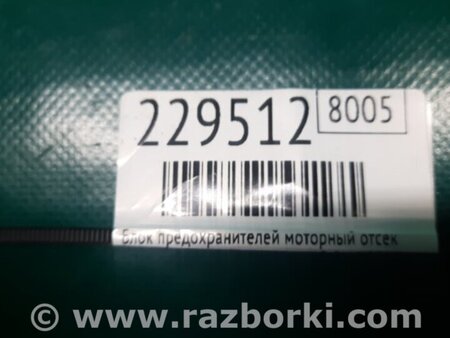 229512
8005
Блок предохранителей моторный отсек
© www.razborki.com